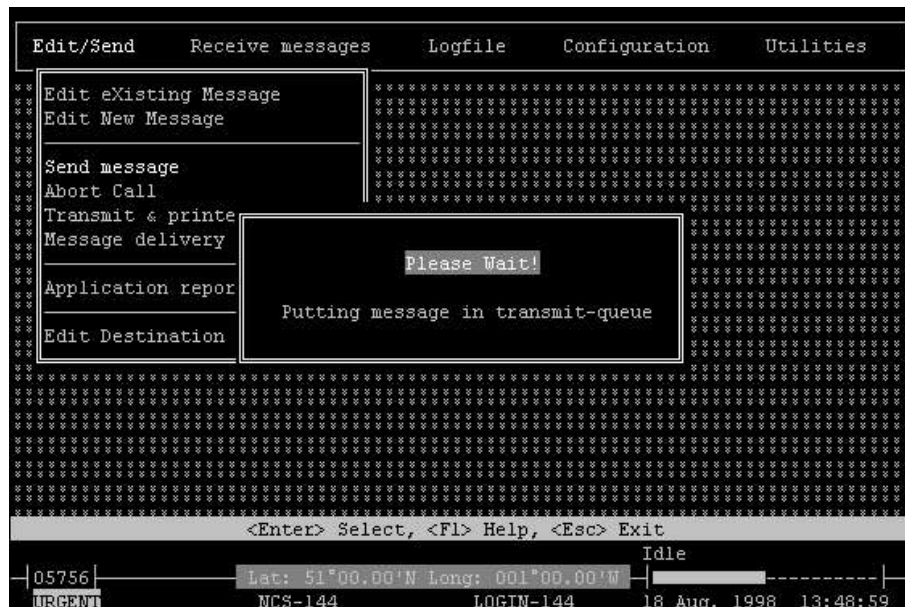 Edit/Send Receive messages Logfile Configuration Utilities
Edit eXisting Message
Edit New Message
Send message
Abort Call
Transmit & printe
Message delivery
Application repor
Edit Destination
Please Wait!
Putting message in transmit-queue
<Enter> Select, <F1> Help, <Esc> Exit
Idle
05756 Lat: 51°00.00'N Long: 001°00.00'W
URGENT NCS-144 LOGIN-144 18 Aug. 1998 13:48:59